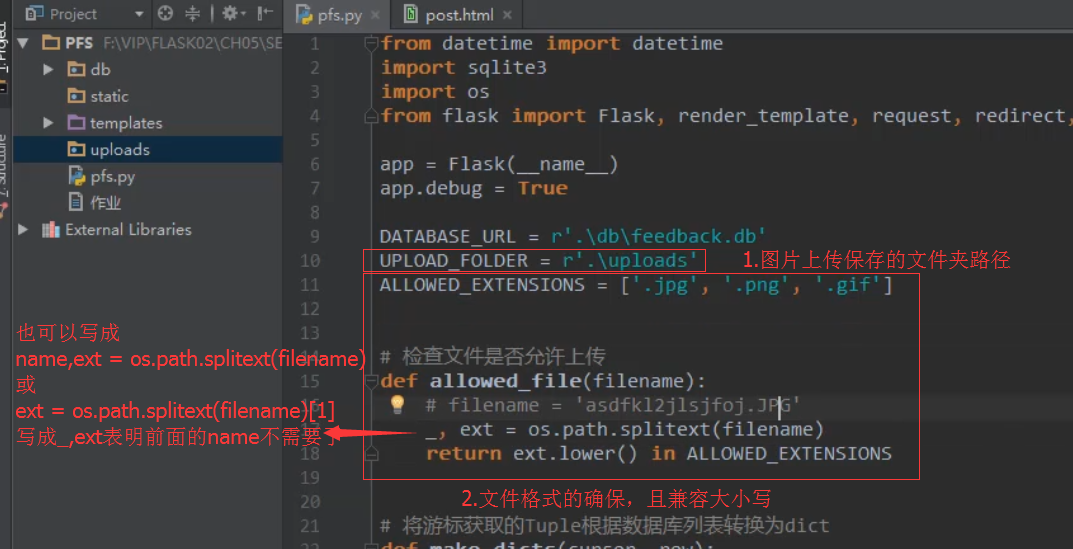 Project
pfs.py
post.html
1: Project
PFS F:\VIP\FLASK02\CH05\SE
db
static
templates
uploads
pfs.py
作业
External Libraries
1 from datetime import datetime
2 import sqlite3
3 import os
4 from flask import Flask, render_template, request, redirect,
5
6 app = Flask(__name__)
7 app.debug = True
8
9 DATABASE_URL = r'.\db\feedback.db'
10 UPLOAD_FOLDER = r'.\uploads'
1.图片上传保存的文件夹路径
11 ALLOWED_EXTENSIONS = ['.jpg', '.png', '.gif']
12
13
14 # 检查文件是否允许上传
15 def allowed_file(filename):
16 # filename = 'asdfkl2jlsjfoj.JPG'
17 _, ext = os.path.splitext(filename)
18 return ext.lower() in ALLOWED_EXTENSIONS
19
20
21 # 将游标获取的Tuple根据数据库列表转换为dict
22 def make_dicts(cursor, row):
也可以写成
name,ext = os.path.splitext(filename)
或
ext = os.path.splitext(filename)[1]
写成_,ext表明前面的name不需要了
2.文件格式的确保，且兼容大小写